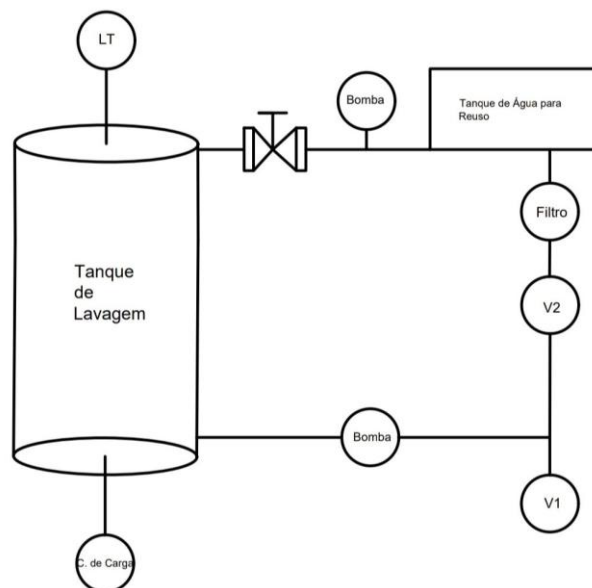 LT
Bomba
Tanque de Água para
Reuso
Filtro
Tanque
de
Lavagem
V2
Bomba
V1
C. de Carga